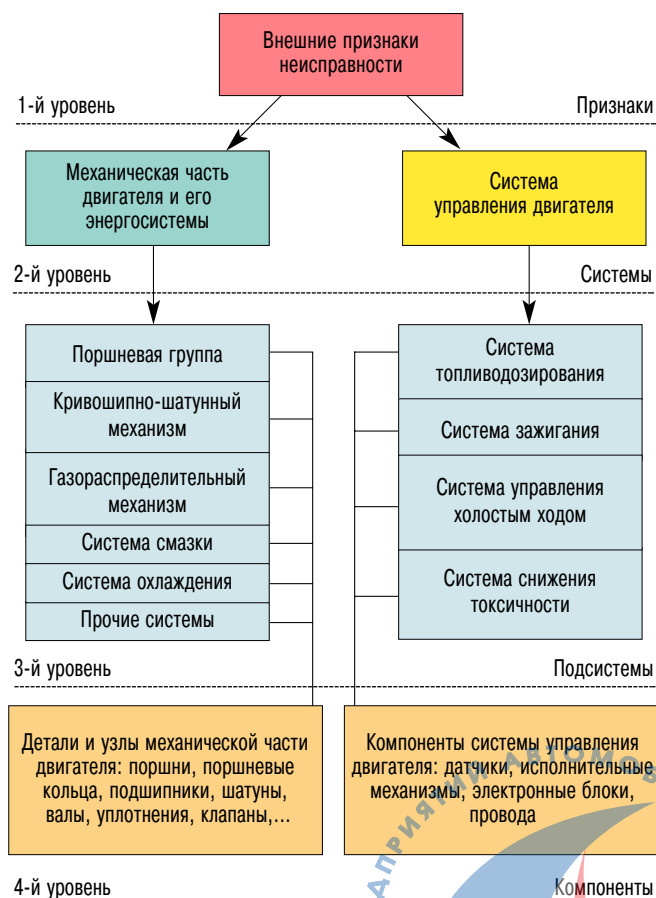 Внешние признаки
неисправности
1-й уровень
Признаки
Механическая часть
двигателя и его
энергосистемы
Система
управления двигателя
2-й уровень
Системы
Поршневая группа
Кривошипно-шатунный
механизм
Газораспределительный
механизм
Система смазки
Система охлаждения
Прочие системы
Система
топливодозирования
Система зажигания
Система управления
холостым ходом
Система снижения
токсичности
3-й уровень
Подсистемы
Детали и узлы механической части
двигателя: поршни, поршневые
кольца, подшипники, шатуны,
валы, уплотнения, клапаны,...
Компоненты системы управления
двигателя: датчики, исполнительные
механизмы, электронные блоки,
провода
4-й уровень
Компоненты